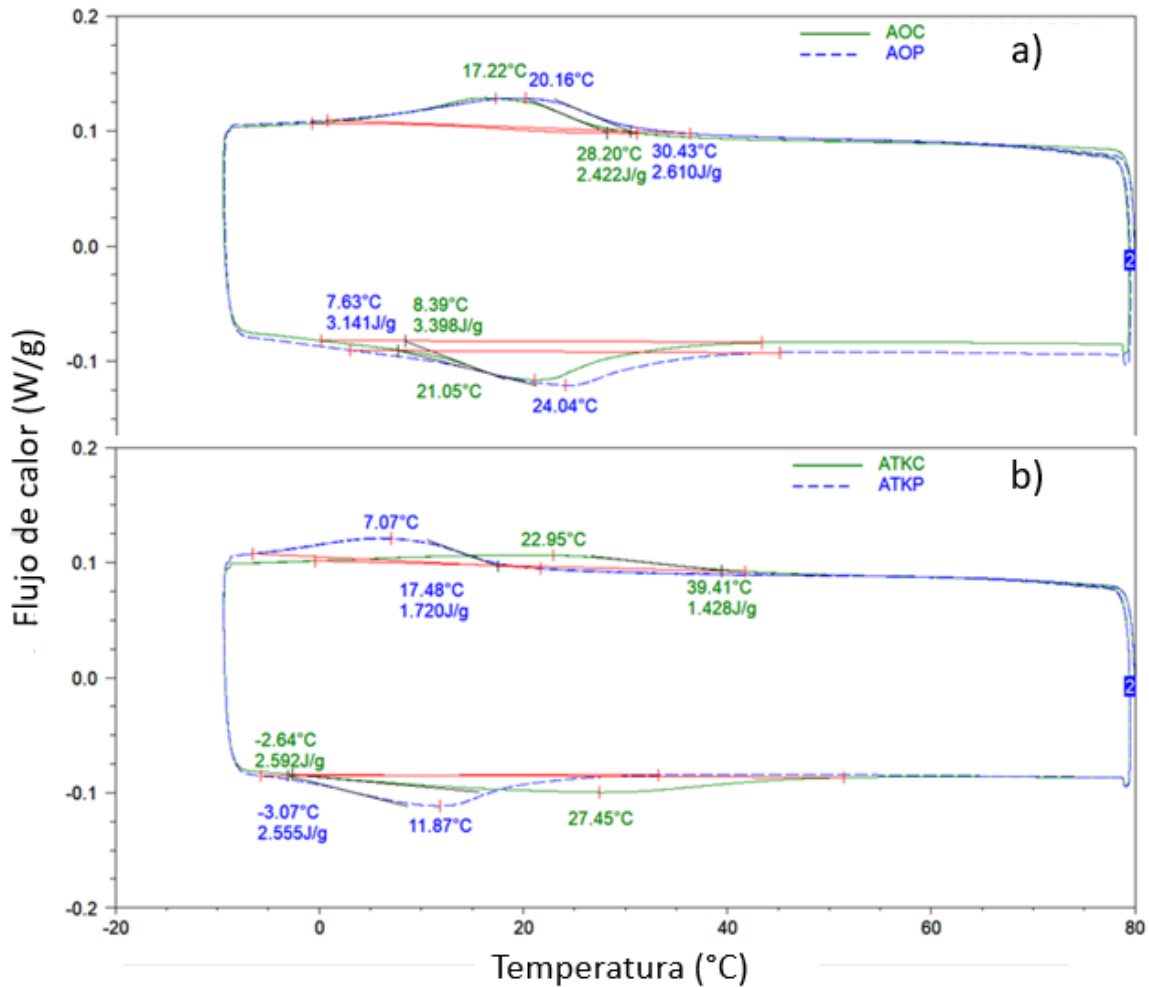 0.2
AOC
AOP
a)
17.22°C
20.16°C
0.1
28.20°C
2.422J/g
30.43°C
2.610J/g
0.0
2
7.63°C
3.141J/g
8.39°C
3.398J/g
-0.1
21.05°C
24.04°C
Flujo de calor (W/g)
0.2
ATKC
ATKP
b)
7.07°C
22.95°C
0.1
17.48°C
1.720J/g
39.41°C
1.428J/g
0.0
2
-2.64°C
2.592J/g
-0.1
-3.07°C
2.555J/g
11.87°C
27.45°C
-0.2
-20
0
20
40
60
80
Temperatura (°C)